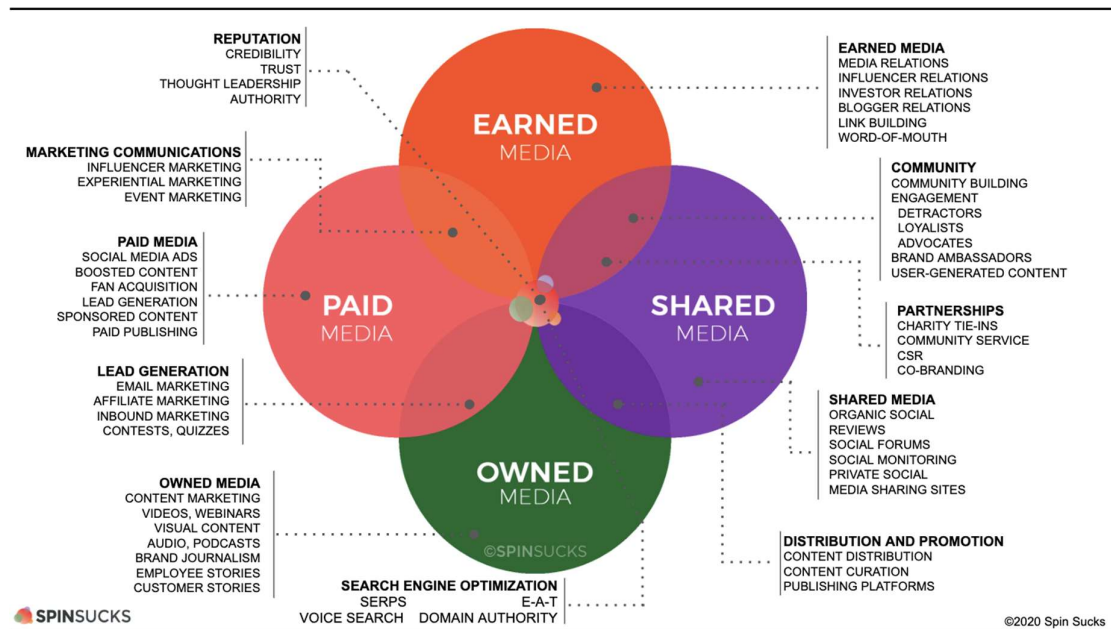 REPUTATION
CREDIBILITY
TRUST
THOUGHT LEADERSHIP
AUTHORITY
MARKETING COMMUNICATIONS
INFLUENCER MARKETING
EXPERIENTIAL MARKETING
EVENT MARKETING
PAID MEDIA
SOCIAL MEDIA ADS
BOOSTED CONTENT
FAN ACQUISITION
LEAD GENERATION
SPONSORED CONTENT
PAID PUBLISHING
LEAD GENERATION
EMAIL MARKETING
AFFILIATE MARKETING
INBOUND MARKETING
CONTESTS, QUIZZES
OWNED MEDIA
CONTENT MARKETING
VIDEOS, WEBINARS
VISUAL CONTENT
AUDIO, PODCASTS
BRAND JOURNALISM
EMPLOYEE STORIES
CUSTOMER STORIES
EARNED
MEDIA
PAID
MEDIA
SHARED
MEDIA
OWNED
MEDIA
©SPINSUCKS
SEARCH ENGINE OPTIMIZATION
SERPS E-A-T
VOICE SEARCH DOMAIN AUTHORITY
EARNED MEDIA
MEDIA RELATIONS
INFLUENCER RELATIONS
INVESTOR RELATIONS
BLOGGER RELATIONS
LINK BUILDING
WORD-OF-MOUTH
COMMUNITY
COMMUNITY BUILDING
ENGAGEMENT
DETRACTORS
LOYALISTS
ADVOCATES
BRAND AMBASSADORS
USER-GENERATED CONTENT
PARTNERSHIPS
CHARITY TIE-INS
COMMUNITY SERVICE
CSR
CO-BRANDING
SHARED MEDIA
ORGANIC SOCIAL
REVIEWS
SOCIAL FORUMS
SOCIAL MONITORING
PRIVATE SOCIAL
MEDIA SHARING SITES
DISTRIBUTION AND PROMOTION
CONTENT DISTRIBUTION
CONTENT CURATION
PUBLISHING PLATFORMS
SPINSUCKS
©2020 Spin Sucks